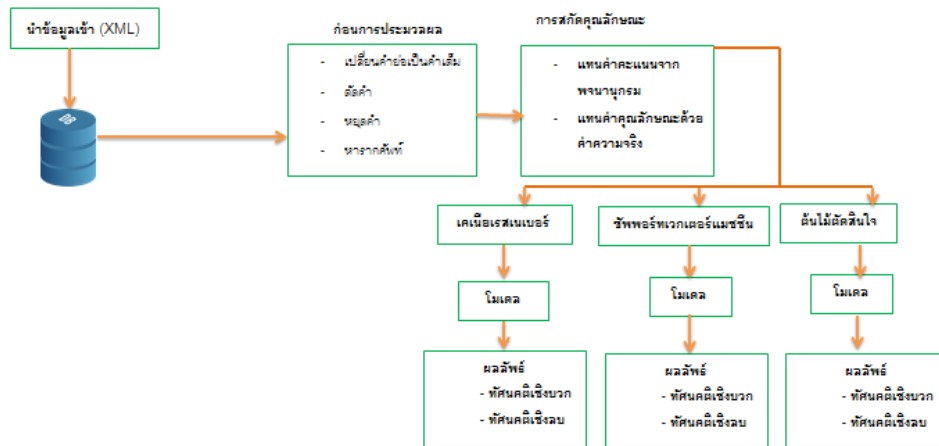 นำข้อมูลเข้า (XML)
DB
ก่อนการประมวลผล
- เปลี่ยนคำย่อเป็นคำเต็ม
- ตัดคำ
- หยุดคำ
- หารากศัพท์
การสกัดคุณลักษณะ
- แทนค่าคะแนนจาก
พจนานุกรม
- แทนค่าคุณลักษณะด้วย
ค่าความจริง
เคเนียเรสเนเบอร์
ซัพพอร์ทเวกเตอร์แมชชีน
ต้นไม้ตัดสินใจ
โมเดล
โมเดล
โมเดล
ผลลัพธ์
- ทัศนคติเชิงบวก
- ทัศนคติเชิงลบ
ผลลัพธ์
- ทัศนคติเชิงบวก
- ทัศนคติเชิงลบ
ผลลัพธ์
- ทัศนคติเชิงบวก
- ทัศนคติเชิงลบ